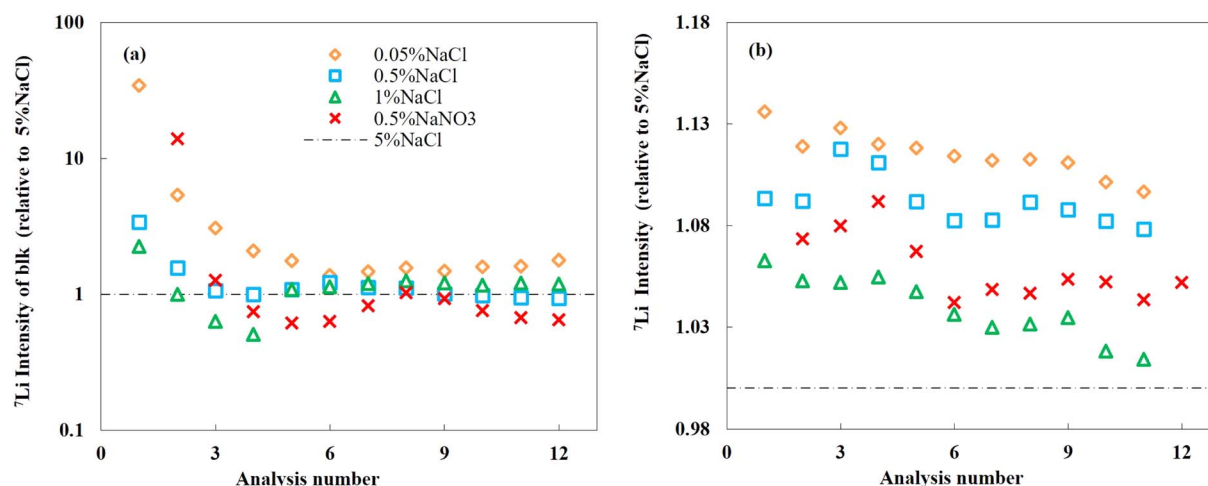 ⁷Li Intensity of blk (relative to 5%NaCl)
100
10
1
0.1
(a)
0.05%NaCl
0.5%NaCl
1%NaCl
0.5%NaNO3
5%NaCl
0 3 6 9 12
Analysis number
⁷Li Intensity (relative to 5%NaCl)
1.18
1.13
1.08
1.03
0.98
(b)
0 3 6 9 12
Analysis number